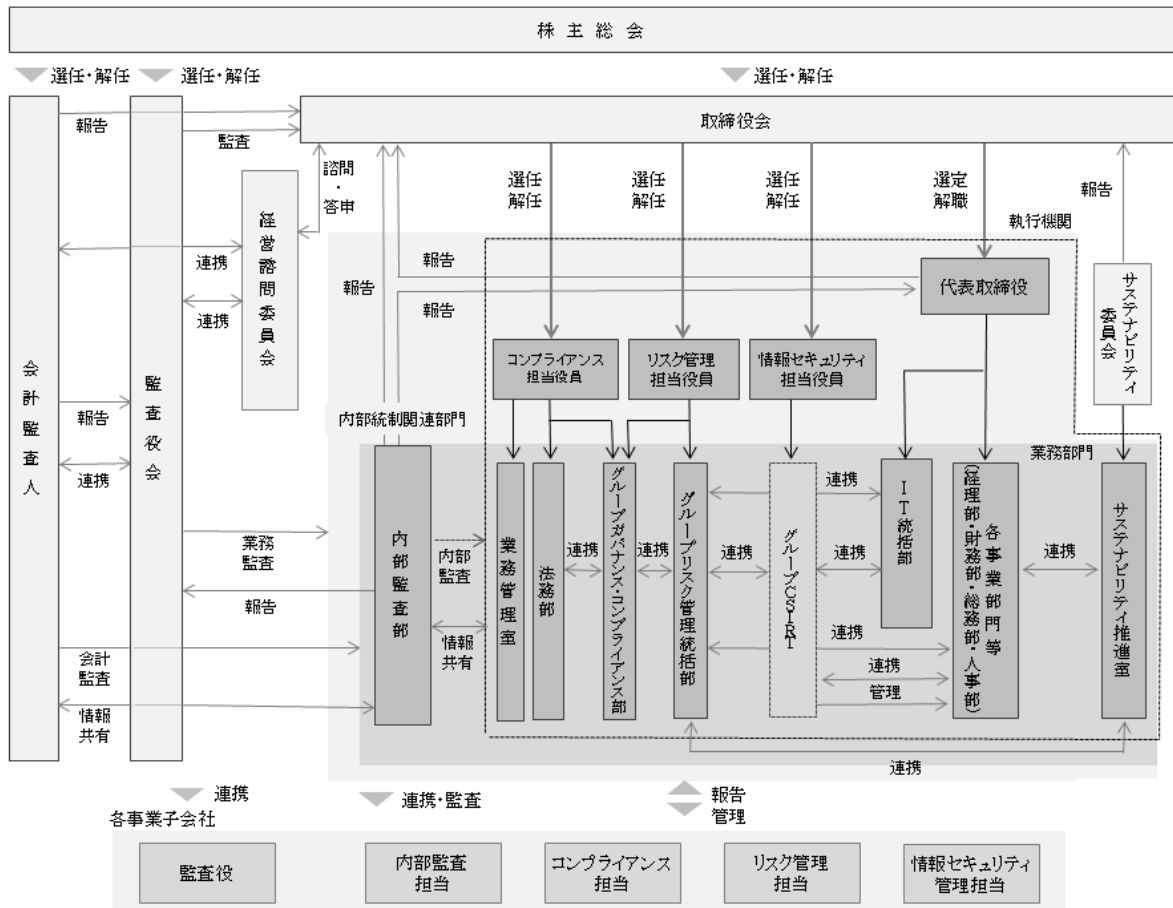 株主総会
選任・解任
選任・解任
選任・解任
会計監査人
監査役会
取締役会
報告
監査
諮問
・
答申
経営諮問委員会
連携
連携
報告
連携
選任
解任
選任
解任
選任
解任
選定
解職
報告
執行機関
報告
報告
報告
代表取締役
サステナビリティ
委員会
コンプライアンス
担当役員
リスク管理
担当役員
情報セキュリティ
担当役員
内部統制関連部門
業務部門
内部監査部
業務
監査
報告
会計
監査
情報
共有
内部
監査
情報
共有
業務管理室
法務部
連携
グループガバナンス・コンプライアンス部
連携
グループリスク管理統括部
連携
グループCSIRT
連携
連携
連携
連携
管理
IT統括部
各事業部門等
(経理部・財務部・総務部・人事部)
連携
サステナビリティ推進室
連携
連携
連携・監査
報告
管理
各事業子会社
監査役
内部監査
担当
コンプライアンス
担当
リスク管理
担当
情報セキュリティ
管理担当